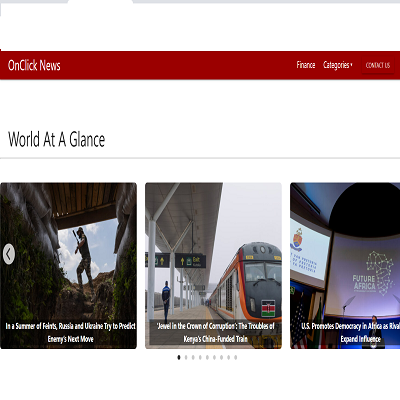 OnClick News
Finance
Categories
CONTACT US
World At A Glance
Exit
FUTURE
AFRICA
In a Summer of Feints, Russia and Ukraine Try to Predict
Enemy's Next Move
'Jewel in the Crown of Corruption': The Troubles of
Kenya's China-Funded Train
U.S. Promotes Democracy in Africa as Rival
Expand Influence